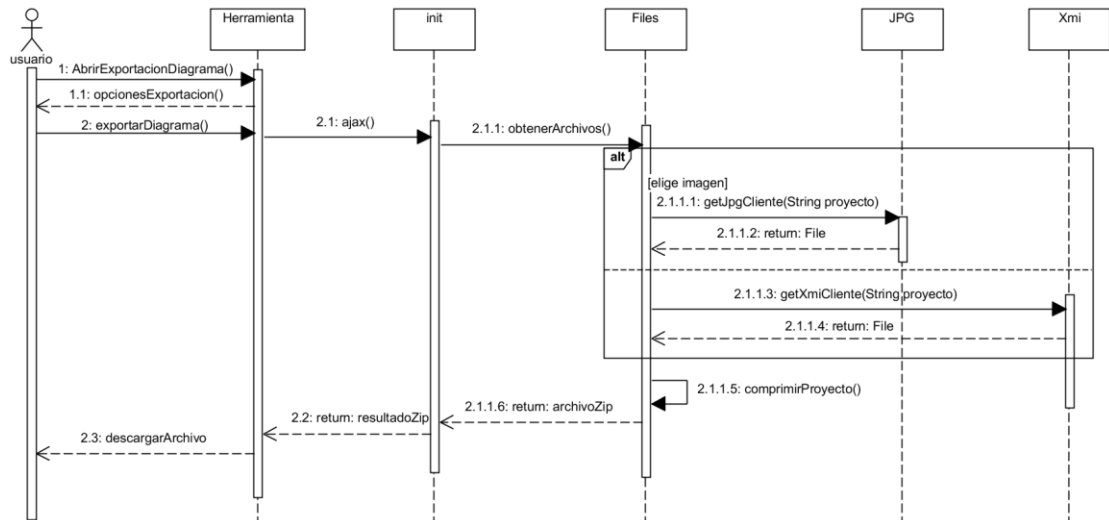 Herramienta
init
Files
JPG
Xmi
usuario
1: AbrirExportacionDiagrama()
1.1: opcionesExportacion()
2: exportarDiagrama()
2.1: ajax()
2.1.1: obtenerArchivos()
alt
[elige imagen]
2.1.1.1: getJpgCliente(String proyecto)
2.1.1.2: return: File
2.1.1.3: getXmiCliente(String proyecto)
2.1.1.4: return: File
2.1.1.5: comprimirProyecto()
2.1.1.6: return: archivoZip
2.2: return: resultadoZip
2.3: descargarArchivo